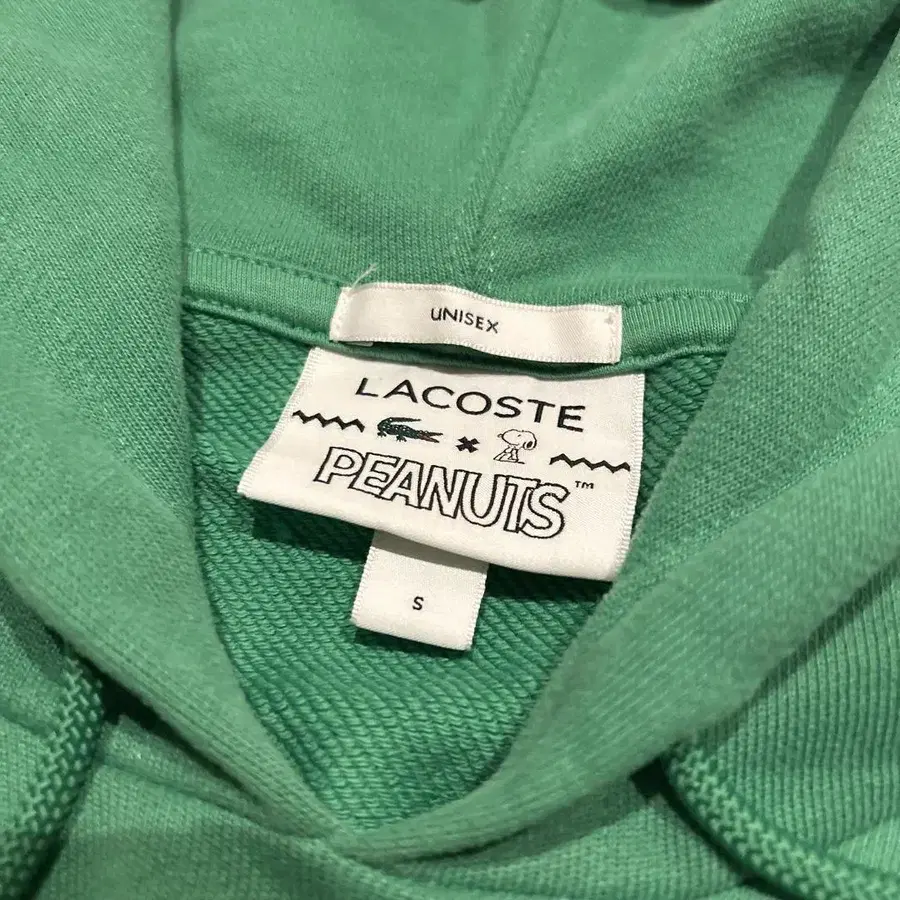 UNISEX
LACOSTE
×
PEANUTS™
S